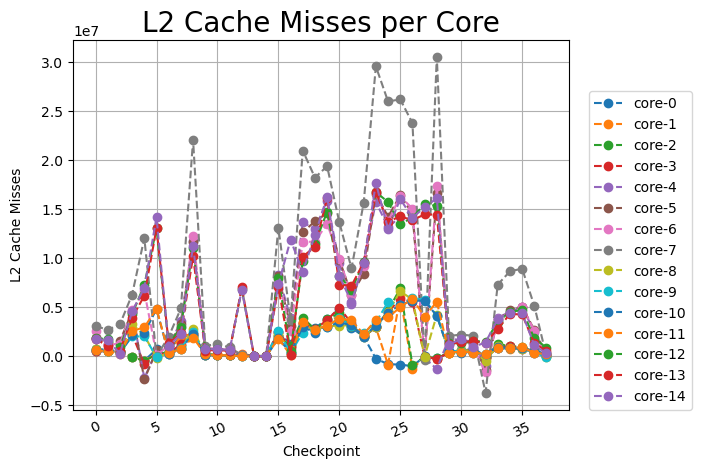 L2 Cache Misses per Core
1e7
3.0
2.5
2.0
1.5
1.0
0.5
0.0
−0.5
L2 Cache Misses
0 5 10 15 20 25 30 35
Checkpoint
core-0
core-1
core-2
core-3
core-4
core-5
core-6
core-7
core-8
core-9
core-10
core-11
core-12
core-13
core-14